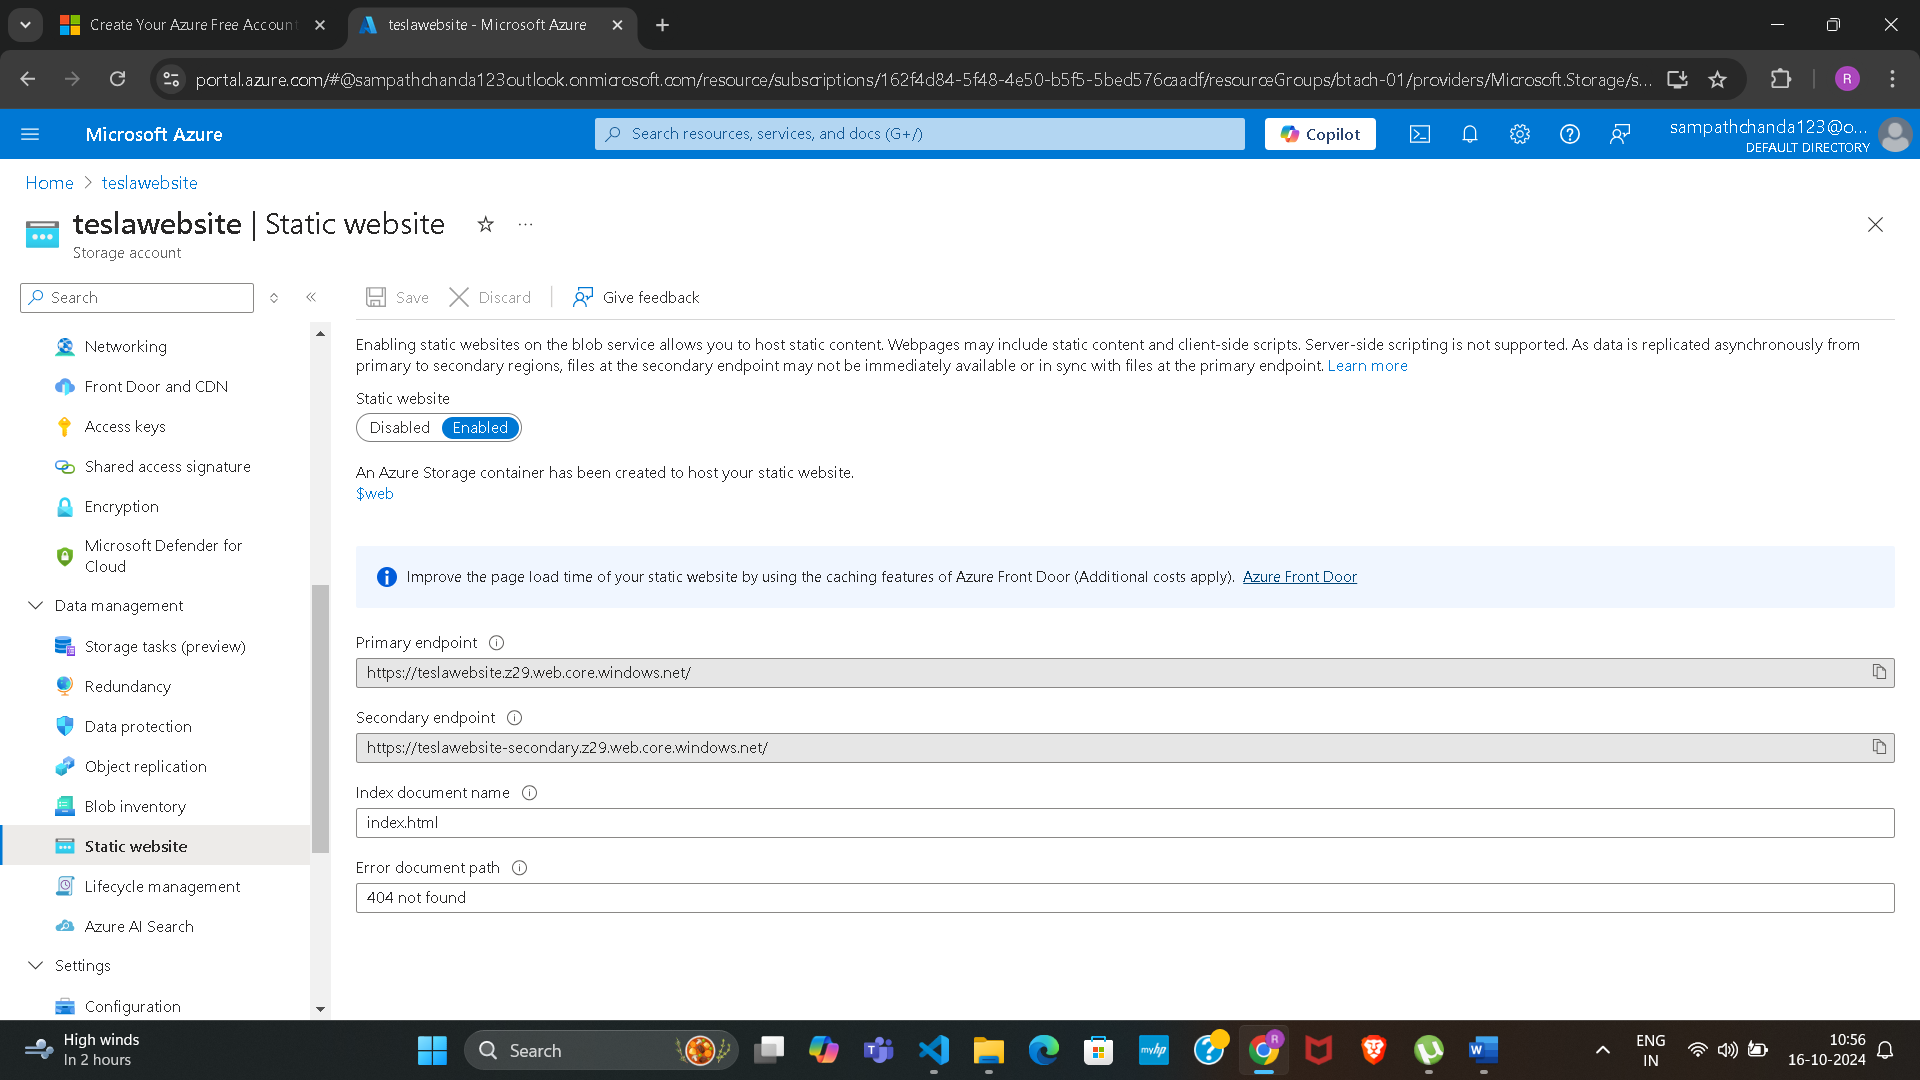 Create Your Azure Free Accoun
teslawebsite - Microsoft Azure
portal.azure.com/#@sampathchanda123outlook.onmicrosoft.com/resource/subscriptions/162f4d84-5f48-4e50-b5f5-5bed576caadf/resourceGroups/btach-01/providers/Microsoft.Storage/s...
R
Microsoft Azure
Search resources, services, and docs (G+/)
Copilot
sampathchanda123@o...
DEFAULT DIRECTORY
Home > teslawebsite
teslawebsite | Static website
Storage account
Search
Save
Discard
Give feedback
Networking
Front Door and CDN
Access keys
Shared access signature
Encryption
Microsoft Defender for
Cloud
Data management
Storage tasks (preview)
Redundancy
Data protection
Object replication
Blob inventory
Static website
Lifecycle management
Azure AI Search
Settings
Configuration
Enabling static websites on the blob service allows you to host static content. Webpages may include static content and client-side scripts. Server-side scripting is not supported. As data is replicated asynchronously from
primary to secondary regions, files at the secondary endpoint may not be immediately available or in sync with files at the primary endpoint. Learn more
Static website
Disabled Enabled
An Azure Storage container has been created to host your static website.
$web
Improve the page load time of your static website by using the caching features of Azure Front Door (Additional costs apply). Azure Front Door
Primary endpoint
https://teslawebsite.z29.web.core.windows.net/
Secondary endpoint
https://teslawebsite-secondary.z29.web.core.windows.net/
Index document name
index.html
Error document path
404 not found
High winds
In 2 hours
Search
myhp
R
ENG
IN
10:56
16-10-2024